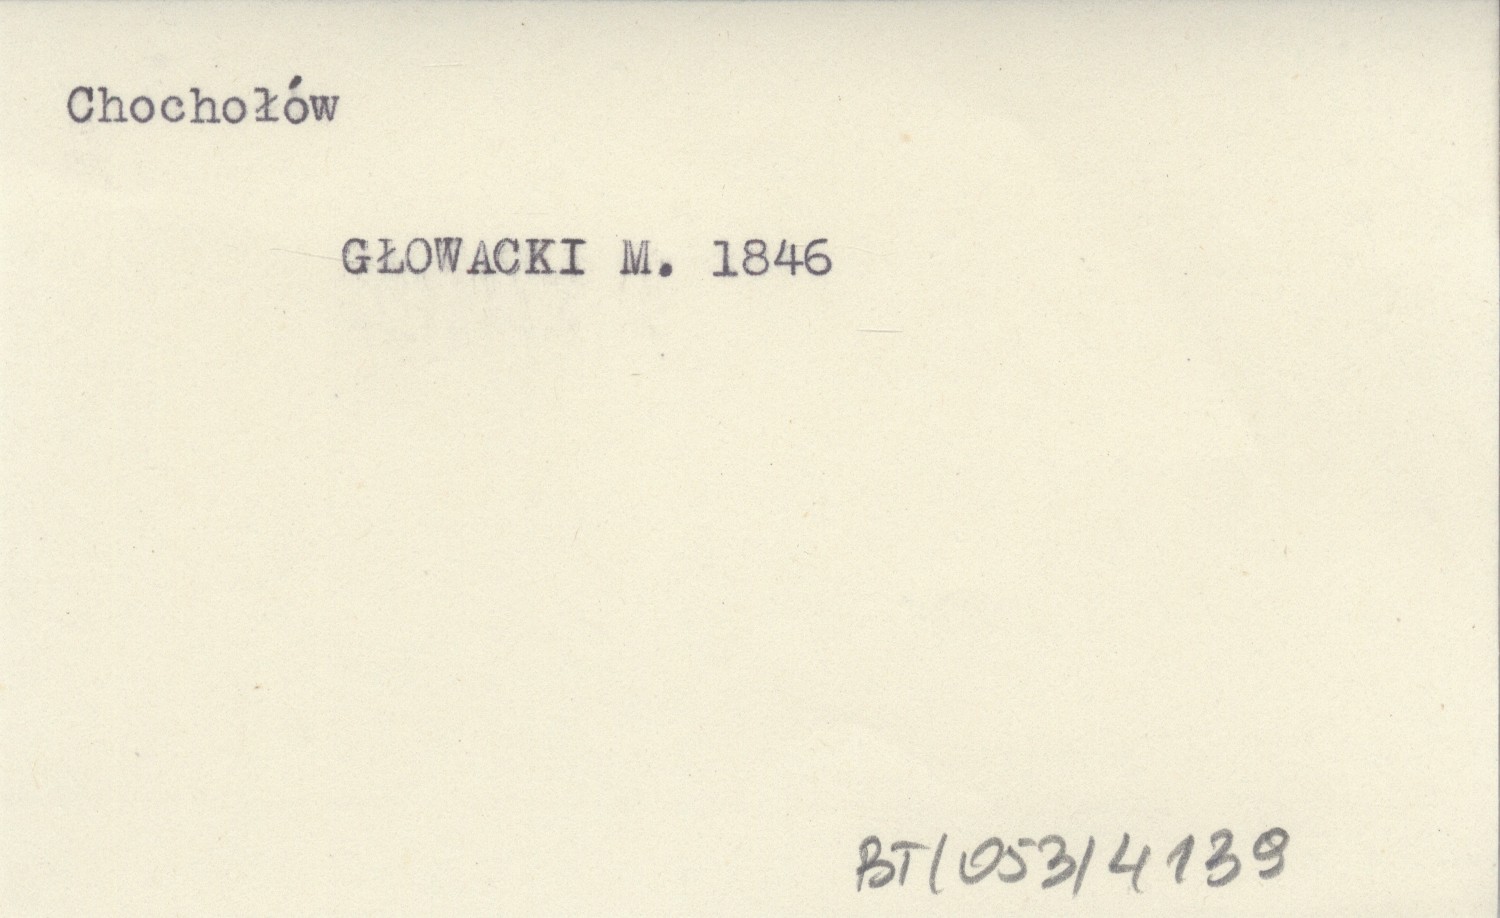 Chochołów
GŁOWACKI M. 1846
BT/053/4139